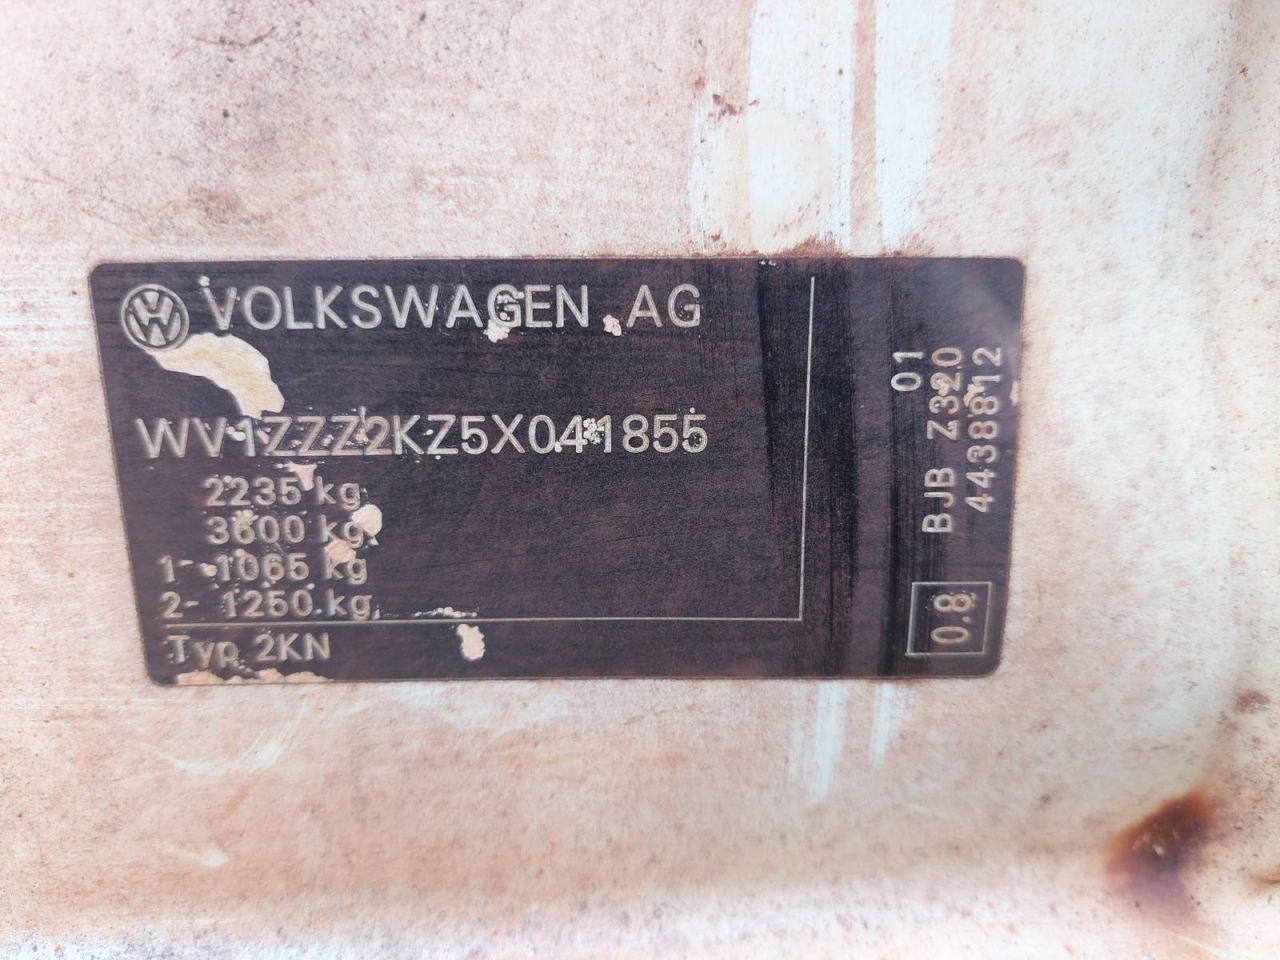 VOLKSWAGEN AG
WV1ZZZ2KZ5X041855
2235 kg
3600 kg
1- 1065 kg
2- 1250 kg
Typ 2KN
01
BJB Z320
4438812
0.8